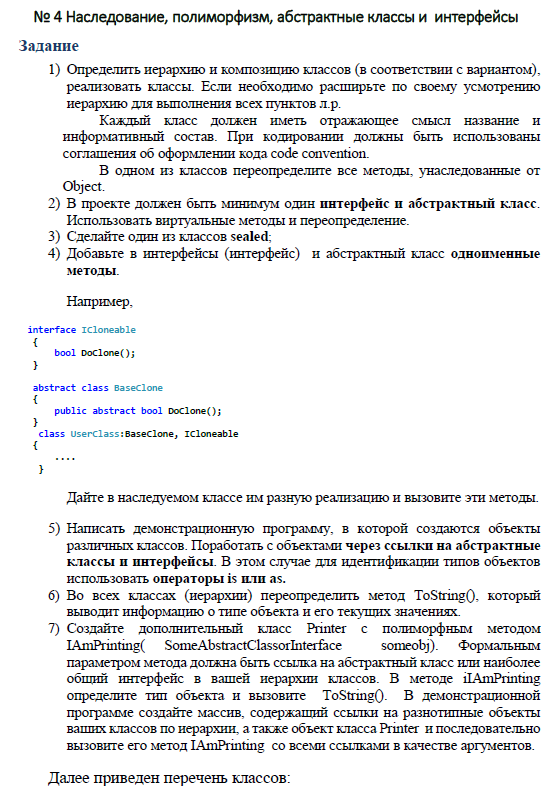 № 4 Наследование, полиморфизм, абстрактные классы и интерфейсы
Задание
1) Определить иерархию и композицию классов (в соответствии с вариантом),
реализовать классы. Если необходимо расширьте по своему усмотрению
иерархию для выполнения всех пунктов л.р.
Каждый класс должен иметь отражающее смысл название и
информативный состав. При кодировании должны быть использованы
соглашения об оформлении кода code convention.
В одном из классов переопределите все методы, унаследованные от
Object.
2) В проекте должен быть минимум один интерфейс и абстрактный класс.
Использовать виртуальные методы и переопределение.
3) Сделайте один из классов sealed;
4) Добавьте в интерфейсы (интерфейс) и абстрактный класс одноименные
методы.
Например,
interface ICloneable
{
bool DoClone();
}
abstract class BaseClone
{
public abstract bool DoClone();
}
class UserClass:BaseClone, ICloneable
{
....
}
Дайте в наследуемом классе им разную реализацию и вызовите эти методы.
5) Написать демонстрационную программу, в которой создаются объекты
различных классов. Поработать с объектами через ссылки на абстрактные
классы и интерфейсы. В этом случае для идентификации типов объектов
использовать операторы is или as.
6) Во всех классах (иерархии) переопределить метод ToString(), который
выводит информацию о типе объекта и его текущих значениях.
7) Создайте дополнительный класс Printer c полиморфным методом
IAmPrinting( SomeAbstractClassorInterface someobj). Формальным
параметром метода должна быть ссылка на абстрактный класс или наиболее
общий интерфейс в вашей иерархии классов. В методе iIAmPrinting
определите тип объекта и вызовите ToString(). В демонстрационной
программе создайте массив, содержащий ссылки на разнотипные объекты
ваших классов по иерархии, а также объект класса Printer и последовательно
вызовите его метод IAmPrinting со всеми ссылками в качестве аргументов.
Далее приведен перечень классов: